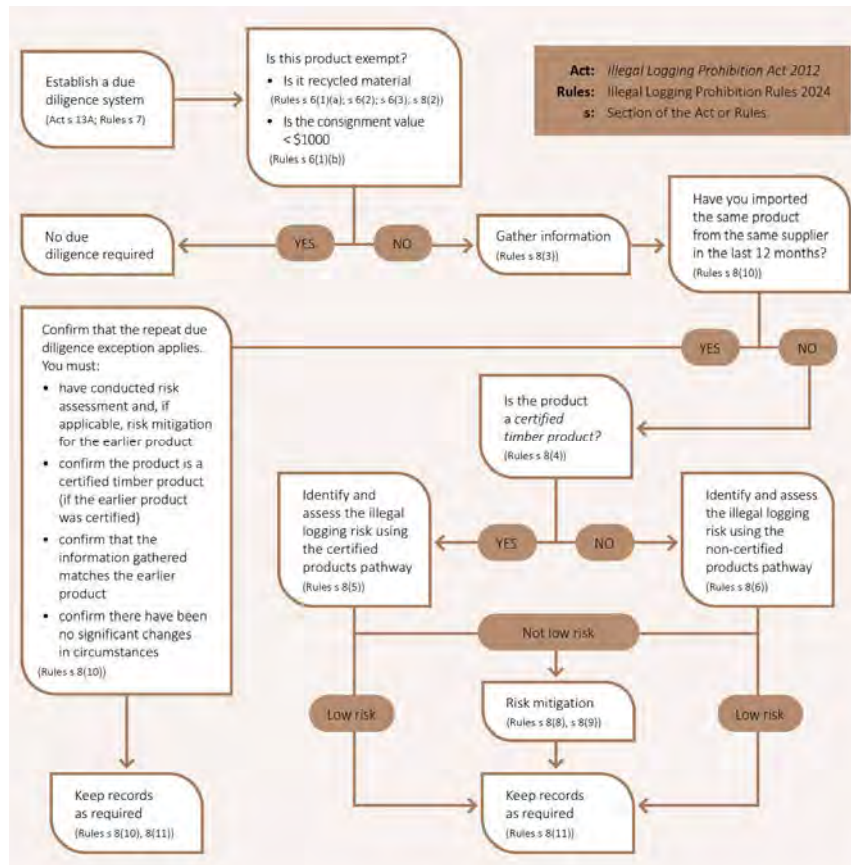 Establish a due
diligence system
(Act s 13A; Rules s 7)
Is this product exempt?
• Is it recycled material
(Rules s 6(1)(a); s 6(2); s 6(3); s 8(2))
• Is the consignment value
< $1000
(Rules s 6(1)(b))
Act: Illegal Logging Prohibition Act 2012
Rules: Illegal Logging Prohibition Rules 2024
s: Section of the Act or Rules
No due
diligence required
YES
NO
Gather information
(Rules s 8(3))
Have you imported
the same product
from the same supplier
in the last 12 months?
(Rules s 8(10))
YES
NO
Confirm that the repeat due
diligence exception applies.
You must:
• have conducted risk
assessment and, if
applicable, risk mitigation
for the earlier product
• confirm the product is a
certified timber product
(if the earlier product
was certified)
• confirm that the
information gathered
matches the earlier
product
• confirm there have been
no significant changes
in circumstances
(Rules s 8(10))
Is the product
a certified
timber product?
(Rules s 8(4))
Identify and
assess the illegal
logging risk using
the certified
products pathway
(Rules s 8(5))
YES
NO
Identify and assess
the illegal logging
risk using the
non-certified
products pathway
(Rules s 8(6))
Not low risk
Low risk
Risk mitigation
(Rules s 8(8), s 8(9))
Low risk
Keep records
as required
(Rules s 8(10), 8(11))
Keep records
as required
(Rules s 8(11))